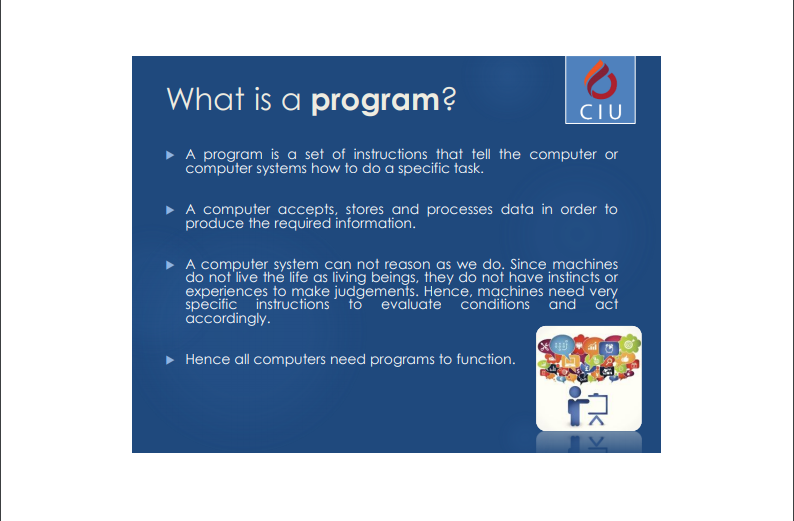 What is a program?
CIU
A program is a set of instructions that tell the computer or
computer systems how to do a specific task.
A computer accepts, stores and processes data in order to
produce the required information.
A computer system can not reason as we do. Since machines
do not live the life as living beings, they do not have instincts or
experiences to make judgements. Hence, machines need very
specific instructions to evaluate conditions and act
accordingly.
Hence all computers need programs to function.